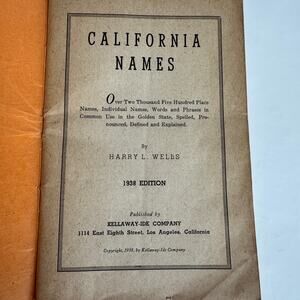 CALIFORNIA
NAMES
Over Two Thousand Five Hundred Place
Names, Individual Names, Words and Phrases in
Common Use in the Golden State, Spelled, Pro-
nounced, Defined and Explained.
By
HARRY L. WELLS
1938 EDITION
Published by
KELLAWAY-IDE COMPANY
1114 East Eighth Street, Los Angeles, California
Copyright, 1938, by Kellaway-Ide Company